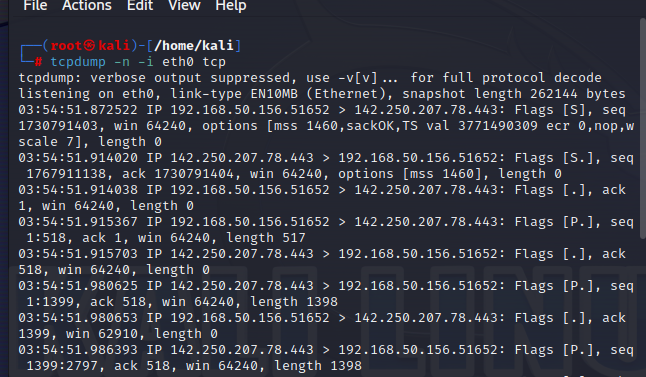 File Actions Edit View Help
┌──(root㉿kali)-[/home/kali]
└─# tcpdump -n -i eth0 tcp
tcpdump: verbose output suppressed, use -v[v]... for full protocol decode
listening on eth0, link-type EN10MB (Ethernet), snapshot length 262144 bytes
03:54:51.872522 IP 192.168.50.156.51652 > 142.250.207.78.443: Flags [S], seq
1730791403, win 64240, options [mss 1460,sackOK,TS val 3771490309 ecr 0,nop,w
scale 7], length 0
03:54:51.914020 IP 142.250.207.78.443 > 192.168.50.156.51652: Flags [S.], seq
1767911138, ack 1730791404, win 64240, options [mss 1460], length 0
03:54:51.914038 IP 192.168.50.156.51652 > 142.250.207.78.443: Flags [.], ack
1, win 64240, length 0
03:54:51.915367 IP 192.168.50.156.51652 > 142.250.207.78.443: Flags [P.], seq
1:518, ack 1, win 64240, length 517
03:54:51.915703 IP 142.250.207.78.443 > 192.168.50.156.51652: Flags [.], ack
518, win 64240, length 0
03:54:51.980625 IP 142.250.207.78.443 > 192.168.50.156.51652: Flags [P.], seq
1:1399, ack 518, win 64240, length 1398
03:54:51.980653 IP 192.168.50.156.51652 > 142.250.207.78.443: Flags [.], ack
1399, win 62910, length 0
03:54:51.986393 IP 142.250.207.78.443 > 192.168.50.156.51652: Flags [P.], seq
1399:2797, ack 518, win 64240, length 1398